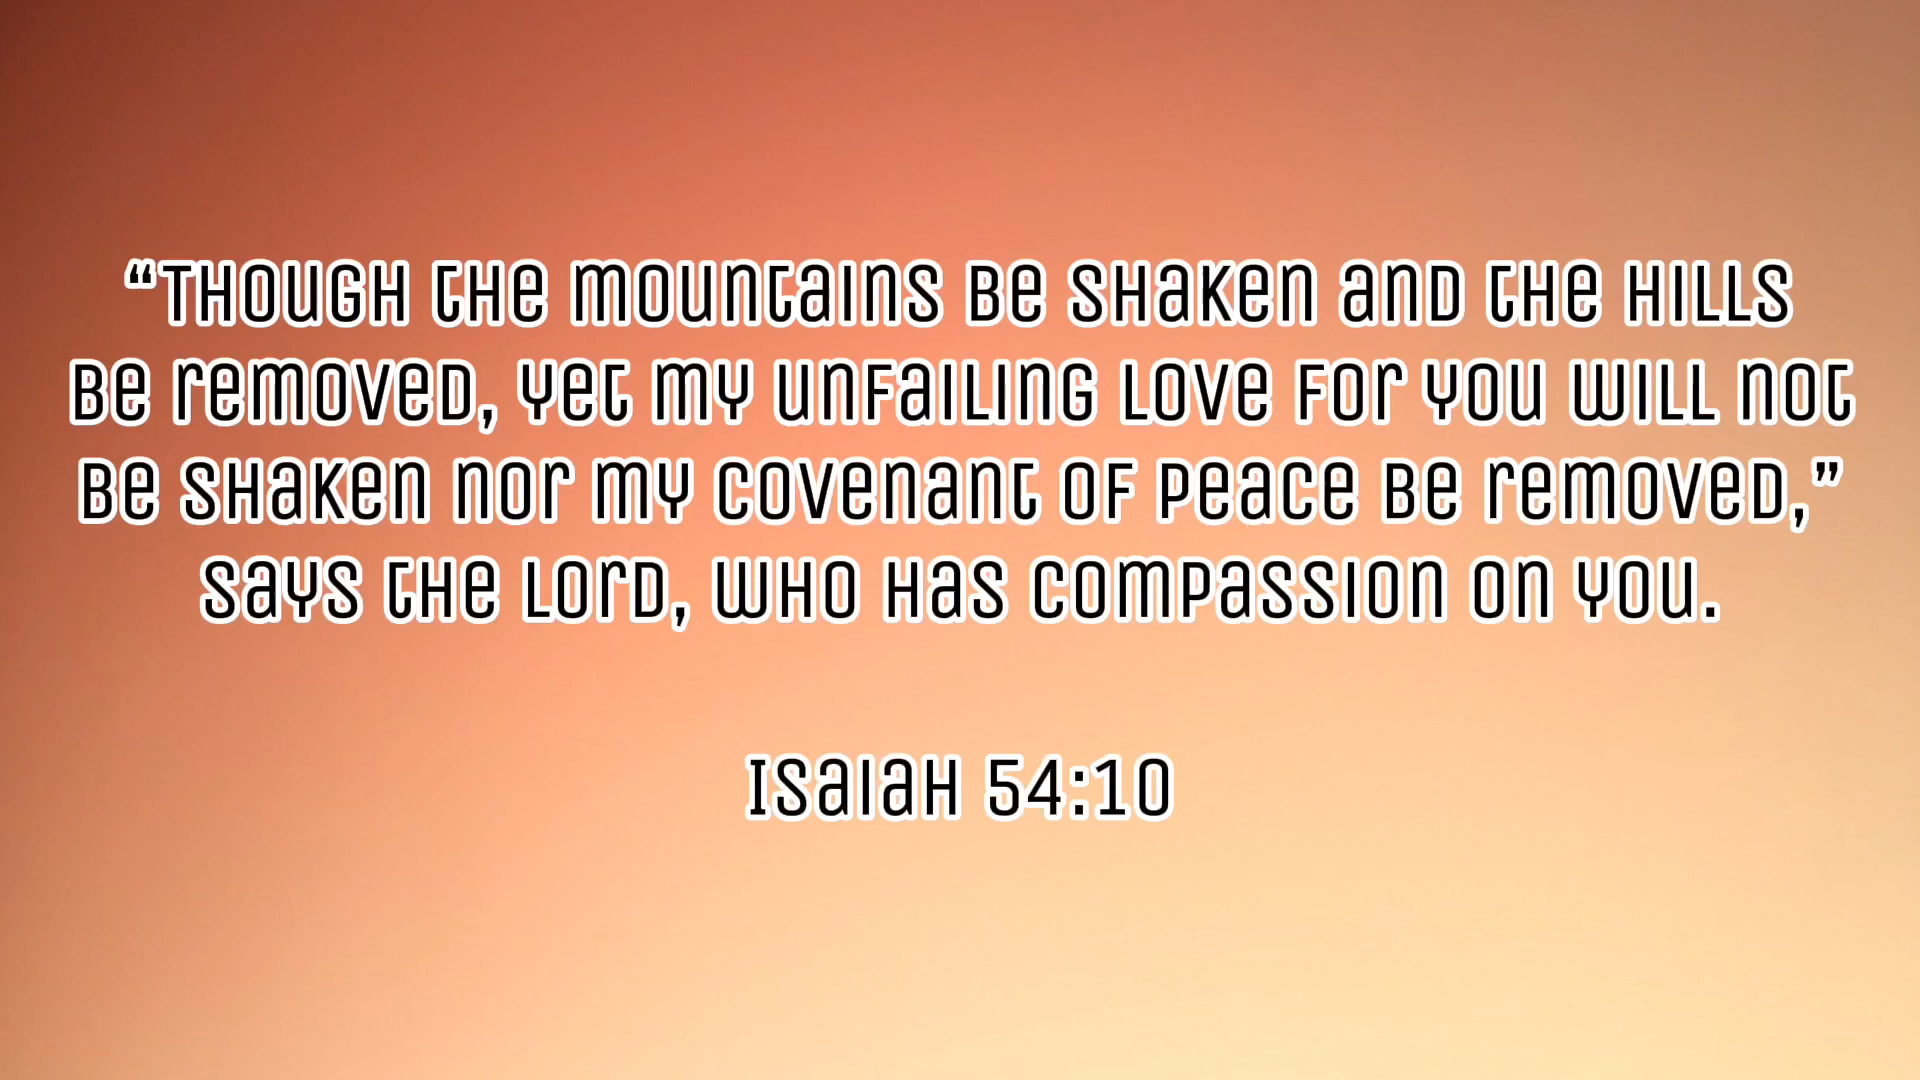 “Though the mountains be shaken and the hills
be removed, yet my unfailing love for you will not
be shaken nor my covenant of peace be removed,”
says the Lord, who has compassion on you.
Isaiah 54:10